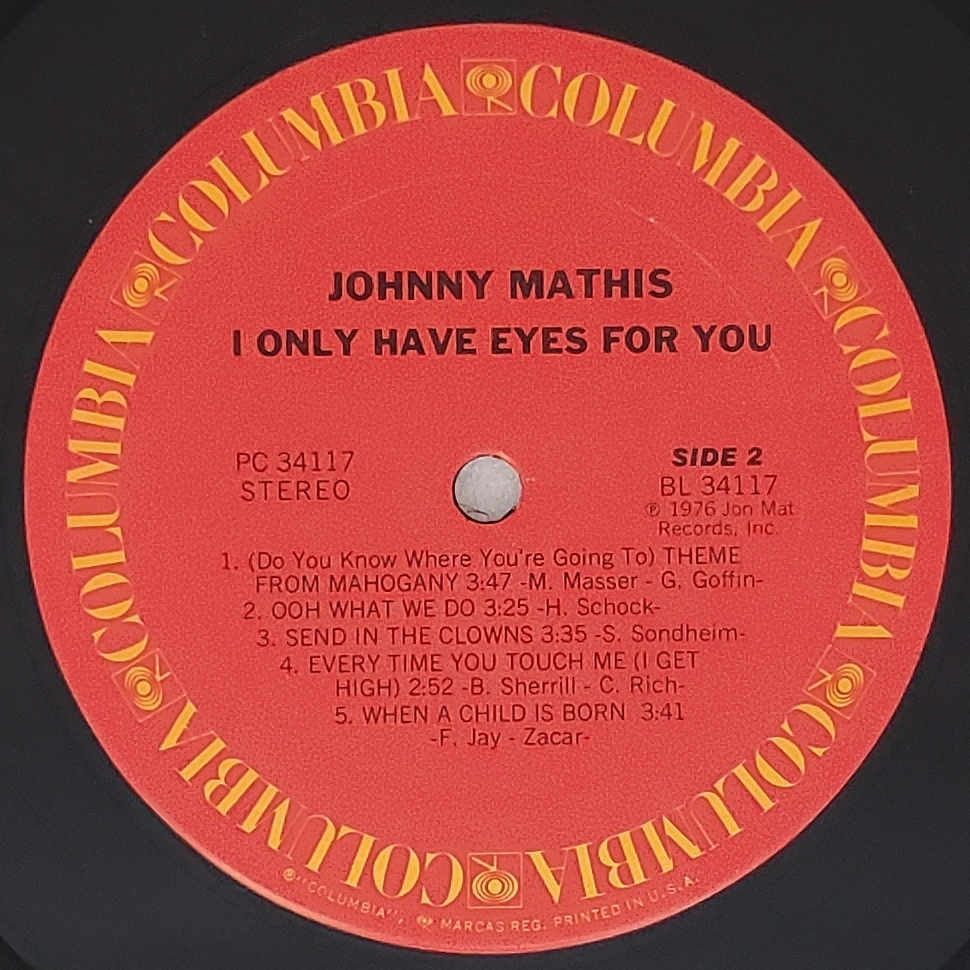 COLUMBIA COLUMBIA COLUMBIA COLUMBIA COLUMBIA COLUMBIA
JOHNNY MATHIS
I ONLY HAVE EYES FOR YOU
PC 34117
STEREO
SIDE 2
BL 34117
℗ 1976 Jon Mat
Records, Inc.
1. (Do You Know Where You're Going To) THEME
FROM MAHOGANY 3:47 -M. Masser - G. Goffin-
2. OOH WHAT WE DO 3:25 -H. Schock-
3. SEND IN THE CLOWNS 3:35 -S. Sondheim-
4. EVERY TIME YOU TOUCH ME (I GET
HIGH) 2:52 -B. Sherrill - C. Rich-
5. WHEN A CHILD IS BORN 3:41
-F. Jay - Zacar-
®"COLUMBIA", MARCAS REG. PRINTED IN U.S.A.